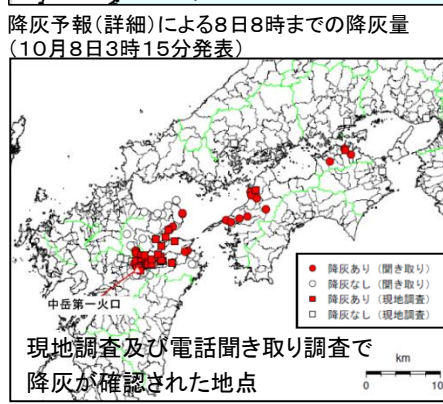 降灰予報(詳細)による8日8時までの降灰量
(10月8日3時15分発表)
中岳第一火口
降灰あり(聞き取り)
降灰なし(聞き取り)
降灰あり(現地調査)
降灰なし(現地調査)
現地調査及び電話聞き取り調査で
降灰が確認された地点
km
0 10